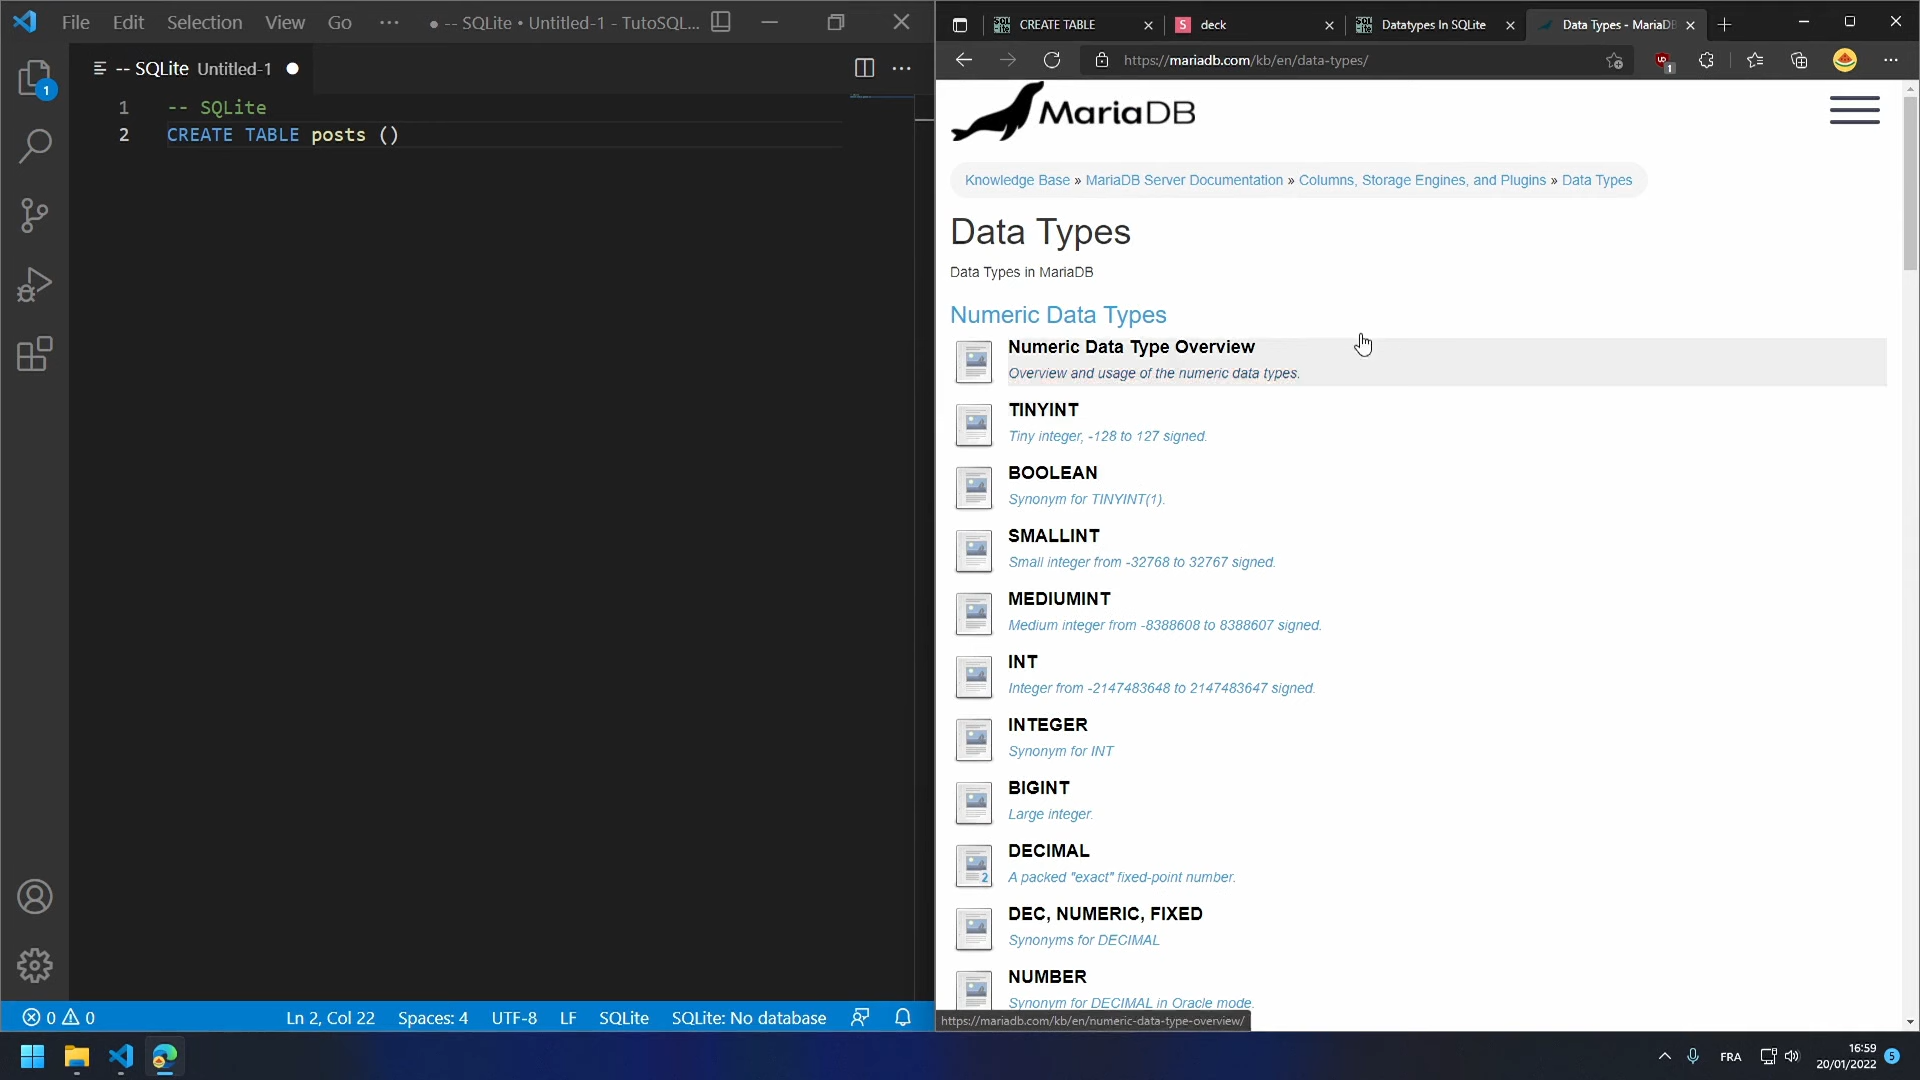 File Edit Selection View Go ··· ● -- SQLite • Untitled-1 - TutoSQL...
-- SQLite Untitled-1 ●
1 -- SQLite
2 CREATE TABLE posts ()
1
⊗ 0 ⚠ 0 Ln 2, Col 22 Spaces: 4 UTF-8 LF SQLite SQLite: No database
CREATE TABLE
S deck
Datatypes In SQLite
Data Types - MariaDB
https://mariadb.com/kb/en/data-types/
1
MariaDB
Knowledge Base » MariaDB Server Documentation » Columns, Storage Engines, and Plugins » Data Types
Data Types
Data Types in MariaDB
Numeric Data Types
Numeric Data Type Overview
Overview and usage of the numeric data types.
TINYINT
Tiny integer, -128 to 127 signed.
BOOLEAN
Synonym for TINYINT(1).
SMALLINT
Small integer from -32768 to 32767 signed.
MEDIUMINT
Medium integer from -8388608 to 8388607 signed.
INT
Integer from -2147483648 to 2147483647 signed.
INTEGER
Synonym for INT
BIGINT
Large integer.
DECIMAL
2
A packed "exact" fixed-point number.
DEC, NUMERIC, FIXED
Synonyms for DECIMAL
NUMBER
Synonym for DECIMAL in Oracle mode.
https://mariadb.com/kb/en/numeric-data-type-overview/
FRA
16:59
20/01/2022
5